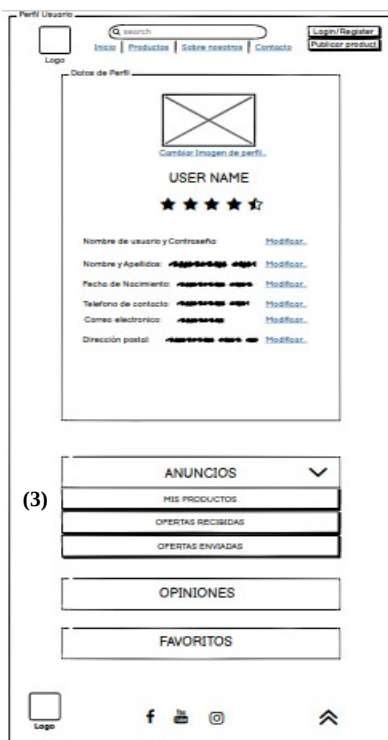 Perfil Usuario
search
Login/Register
Logo
Inicio | Productos | Sobre nosotros | Contacto
Publicar product
Datos de Perfil
Cambiar Imagen de perfil..
USER NAME
Nombre de usuario y Contraseña: Modificar..
Nombre y Apellidos: Modificar..
Fecha de Nacimiento: Modificar..
Telefono de contacto: Modificar..
Correo electronico: Modificar..
Dirección postal: Modificar..
ANUNCIOS
(3) MIS PRODUCTOS
OFERTAS RECIBIDAS
OFERTAS ENVIADAS
OPINIONES
FAVORITOS
Logo
f You Tube